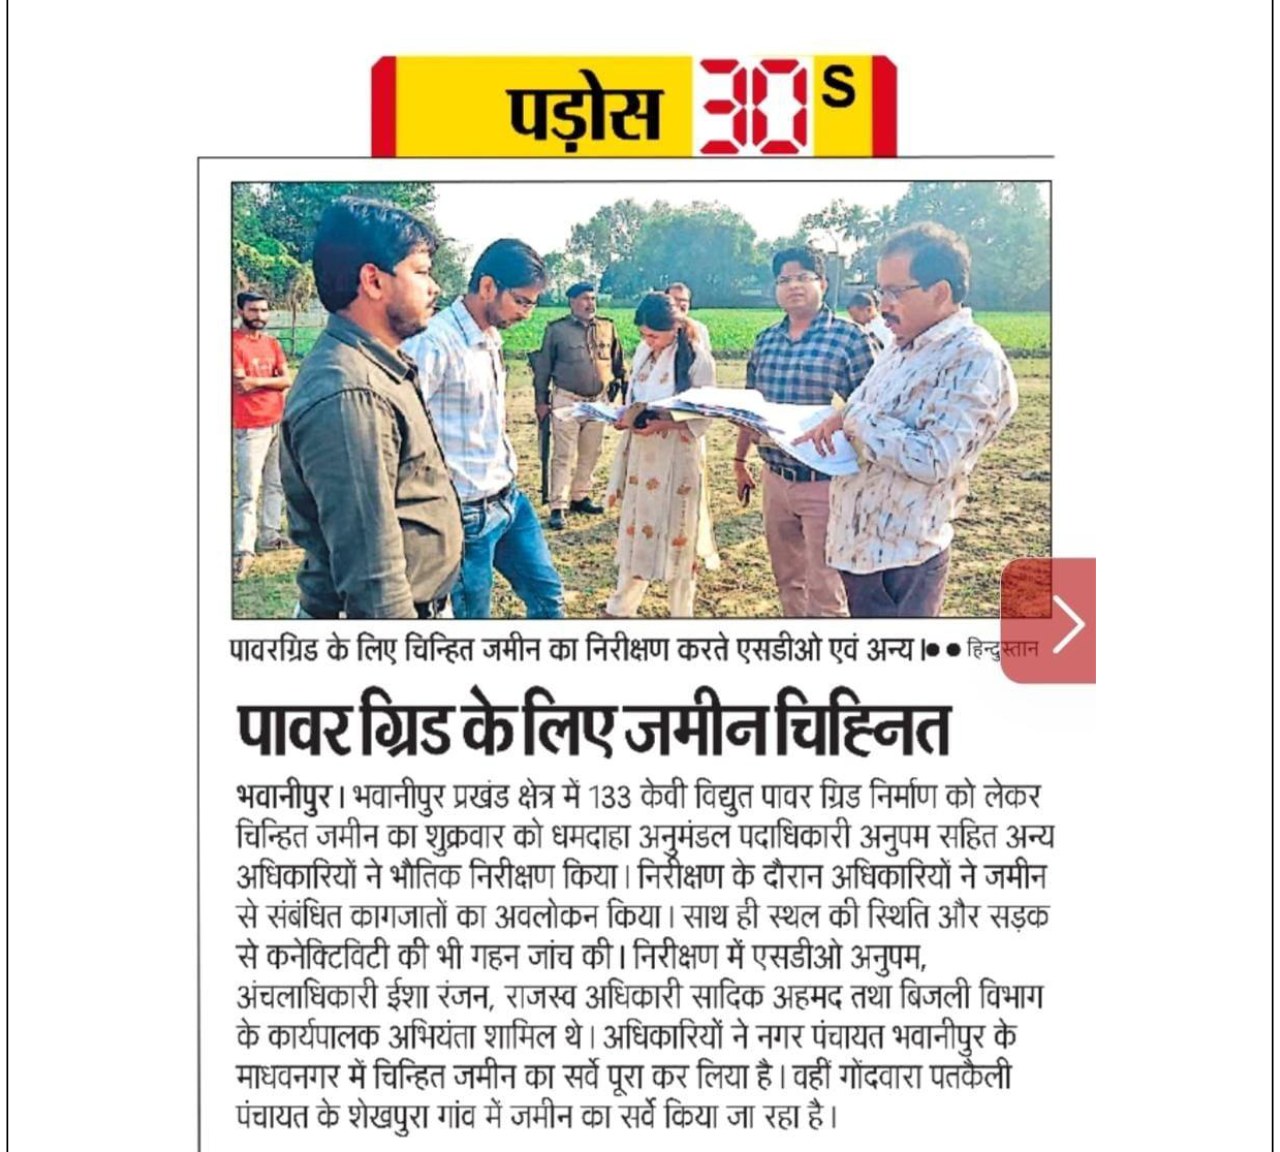 पड़ोस 30 S
पावरग्रिड के लिए चिन्हित जमीन का निरीक्षण करते एसडीओ एवं अन्य।●● हिन्दुस्तान
पावर ग्रिड के लिए जमीन चिह्नित
भवानीपुर। भवानीपुर प्रखंड क्षेत्र में 133 केवी विद्युत पावर ग्रिड निर्माण को लेकर
चिन्हित जमीन का शुक्रवार को धमदाहा अनुमंडल पदाधिकारी अनुपम सहित अन्य
अधिकारियों ने भौतिक निरीक्षण किया। निरीक्षण के दौरान अधिकारियों ने जमीन
से संबंधित कागजातों का अवलोकन किया। साथ ही स्थल की स्थिति और सड़क
से कनेक्टिविटी की भी गहन जांच की। निरीक्षण में एसडीओ अनुपम,
अंचलाधिकारी ईशा रंजन, राजस्व अधिकारी सादिक अहमद तथा बिजली विभाग
के कार्यपालक अभियंता शामिल थे। अधिकारियों ने नगर पंचायत भवानीपुर के
माधवनगर में चिन्हित जमीन का सर्वे पूरा कर लिया है। वहीं गोंदवारा पतकैली
पंचायत के शेखपुरा गांव में जमीन का सर्वे किया जा रहा है।